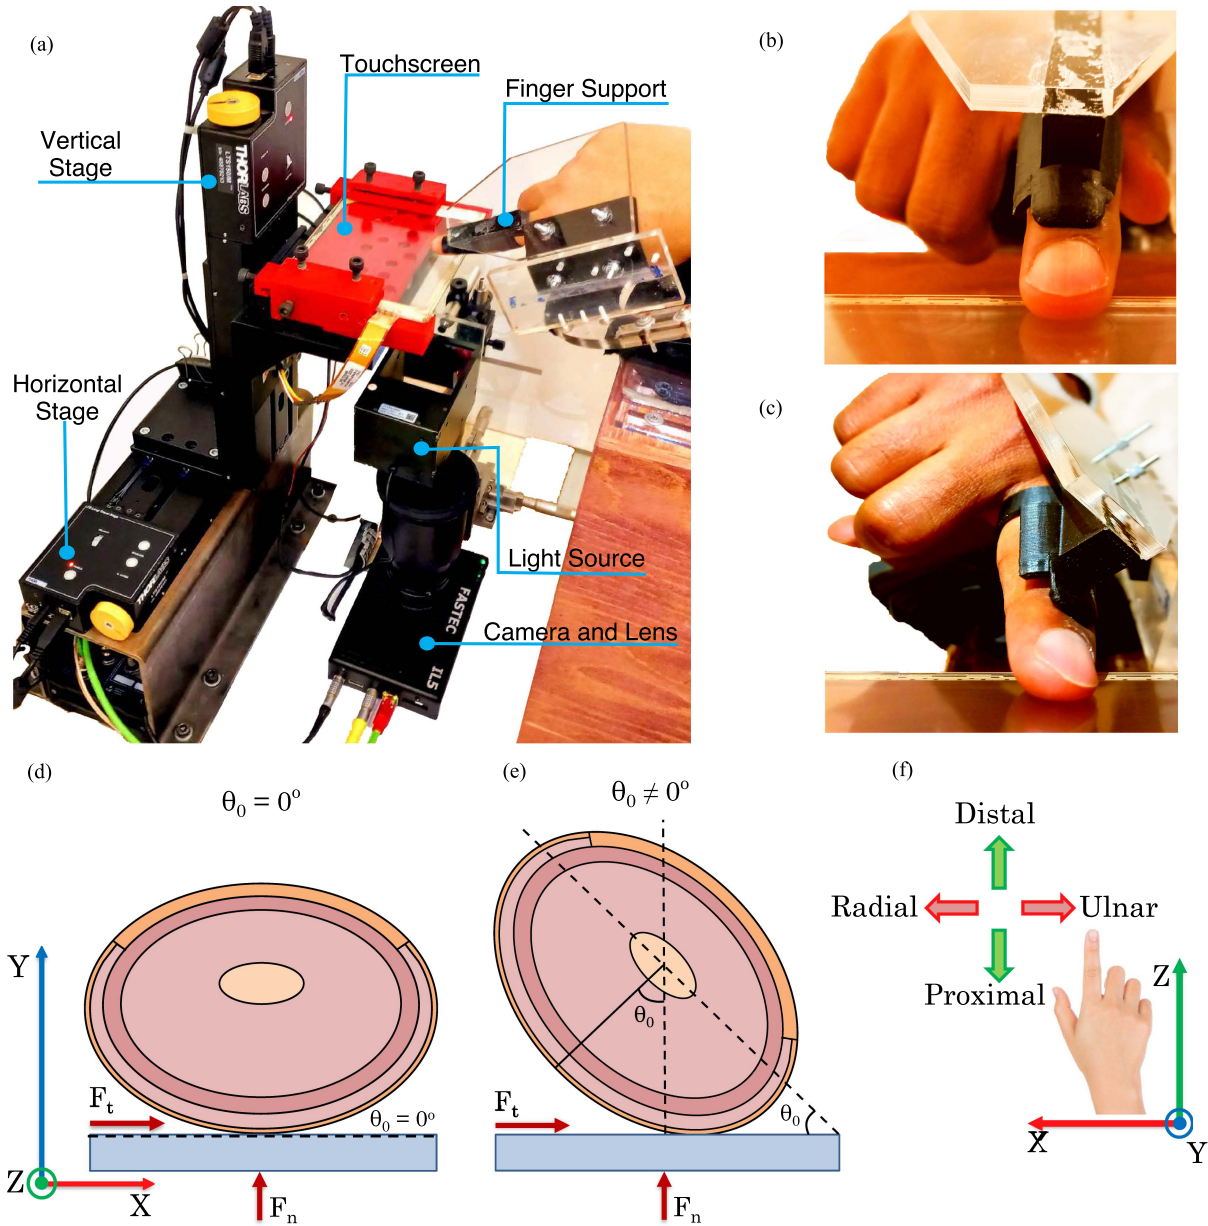 (a)
Touchscreen
Finger Support
Vertical
Stage
THORLABS
Horizontal
Stage
Light Source
Camera and Lens
FASTEC
IL5
(b)
(c)
(d)
θ₀ = 0°
Y
Fₜ
θ₀ = 0°
Z
X
Fₙ
(e)
θ₀ ≠ 0°
θ₀
Fₜ
θ₀
Fₙ
(f)
Distal
Radial
Ulnar
Proximal
Z
X
Y